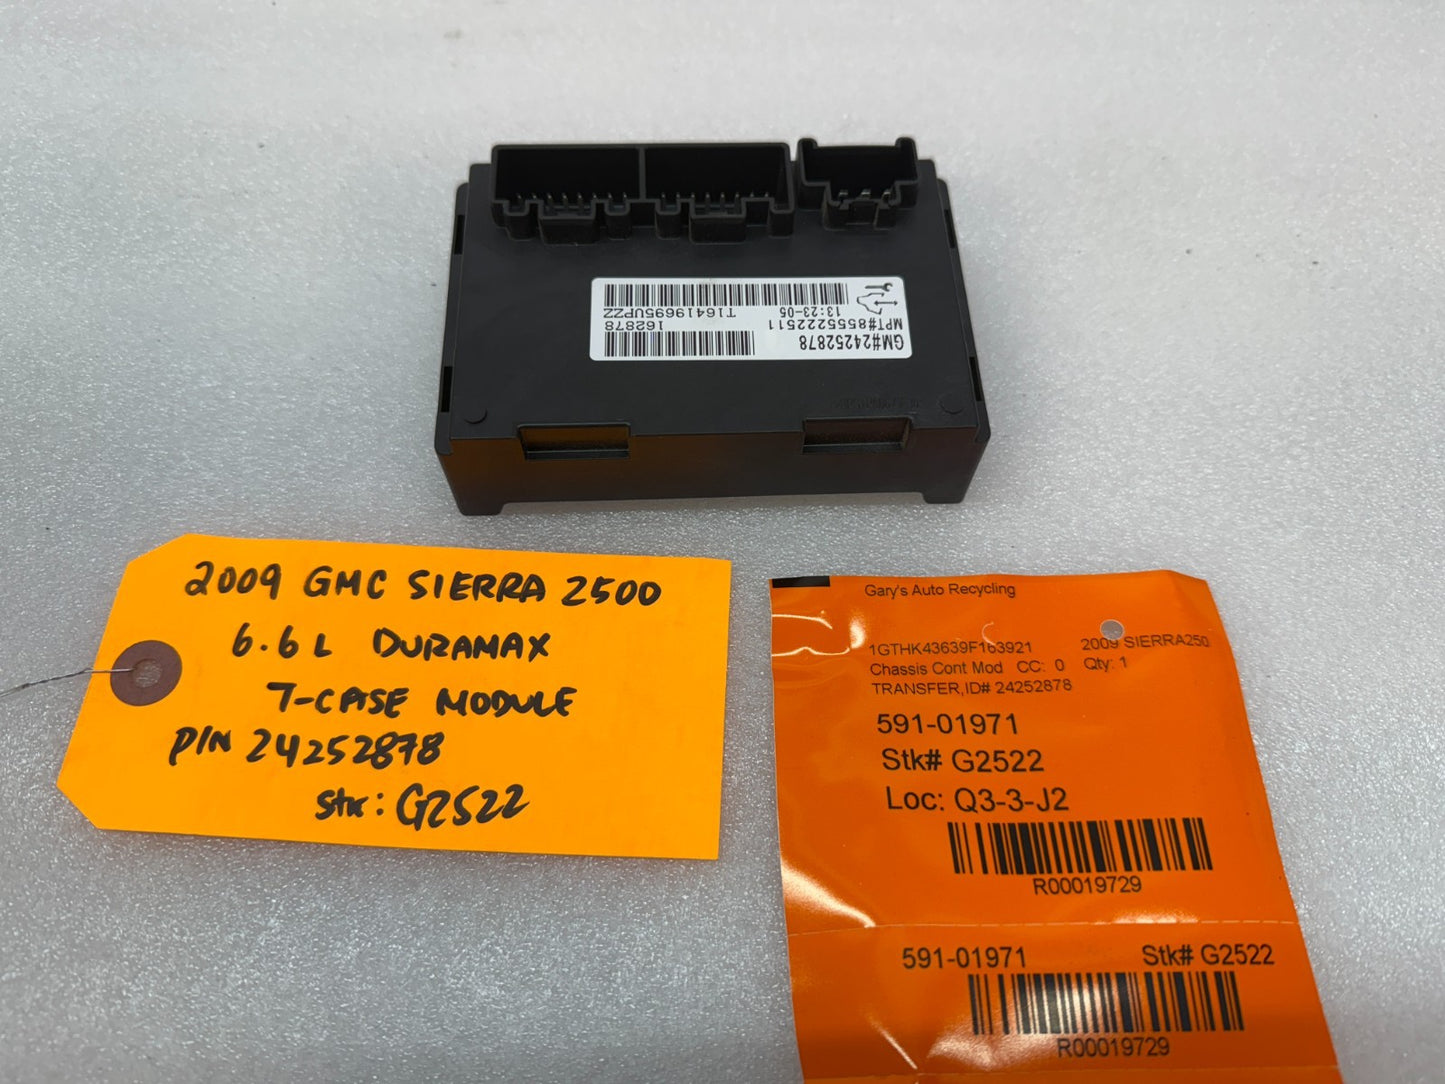 GM#24252878
MPT#8555222511
13:23-05
162878
T16419695UPZZ
2009 GMC SIERRA 2500
6.6L DURAMAX
T-CASE MODULE
P/N 24252878
Stk: G2522
Gary's Auto Recycling
1GTHK43639F163921 2009 SIERRA250
Chassis Cont Mod CC: 0 Qty: 1
TRANSFER,ID# 24252878
591-01971
Stk# G2522
Loc: Q3-3-J2
R00019729
591-01971 Stk# G2522
R00019729